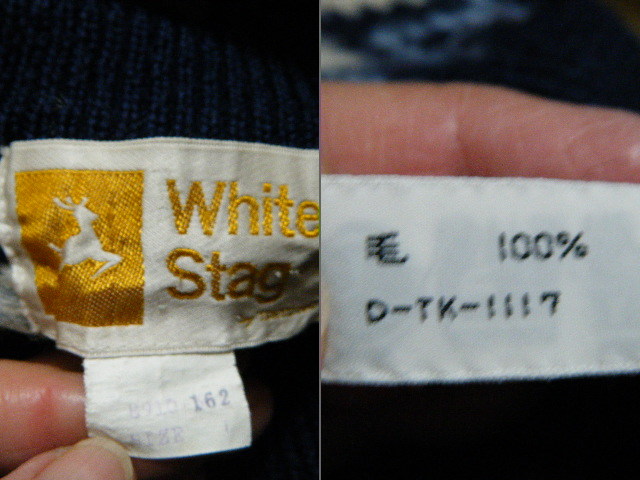 White
Stag
162
毛 100%
D-TK-1117